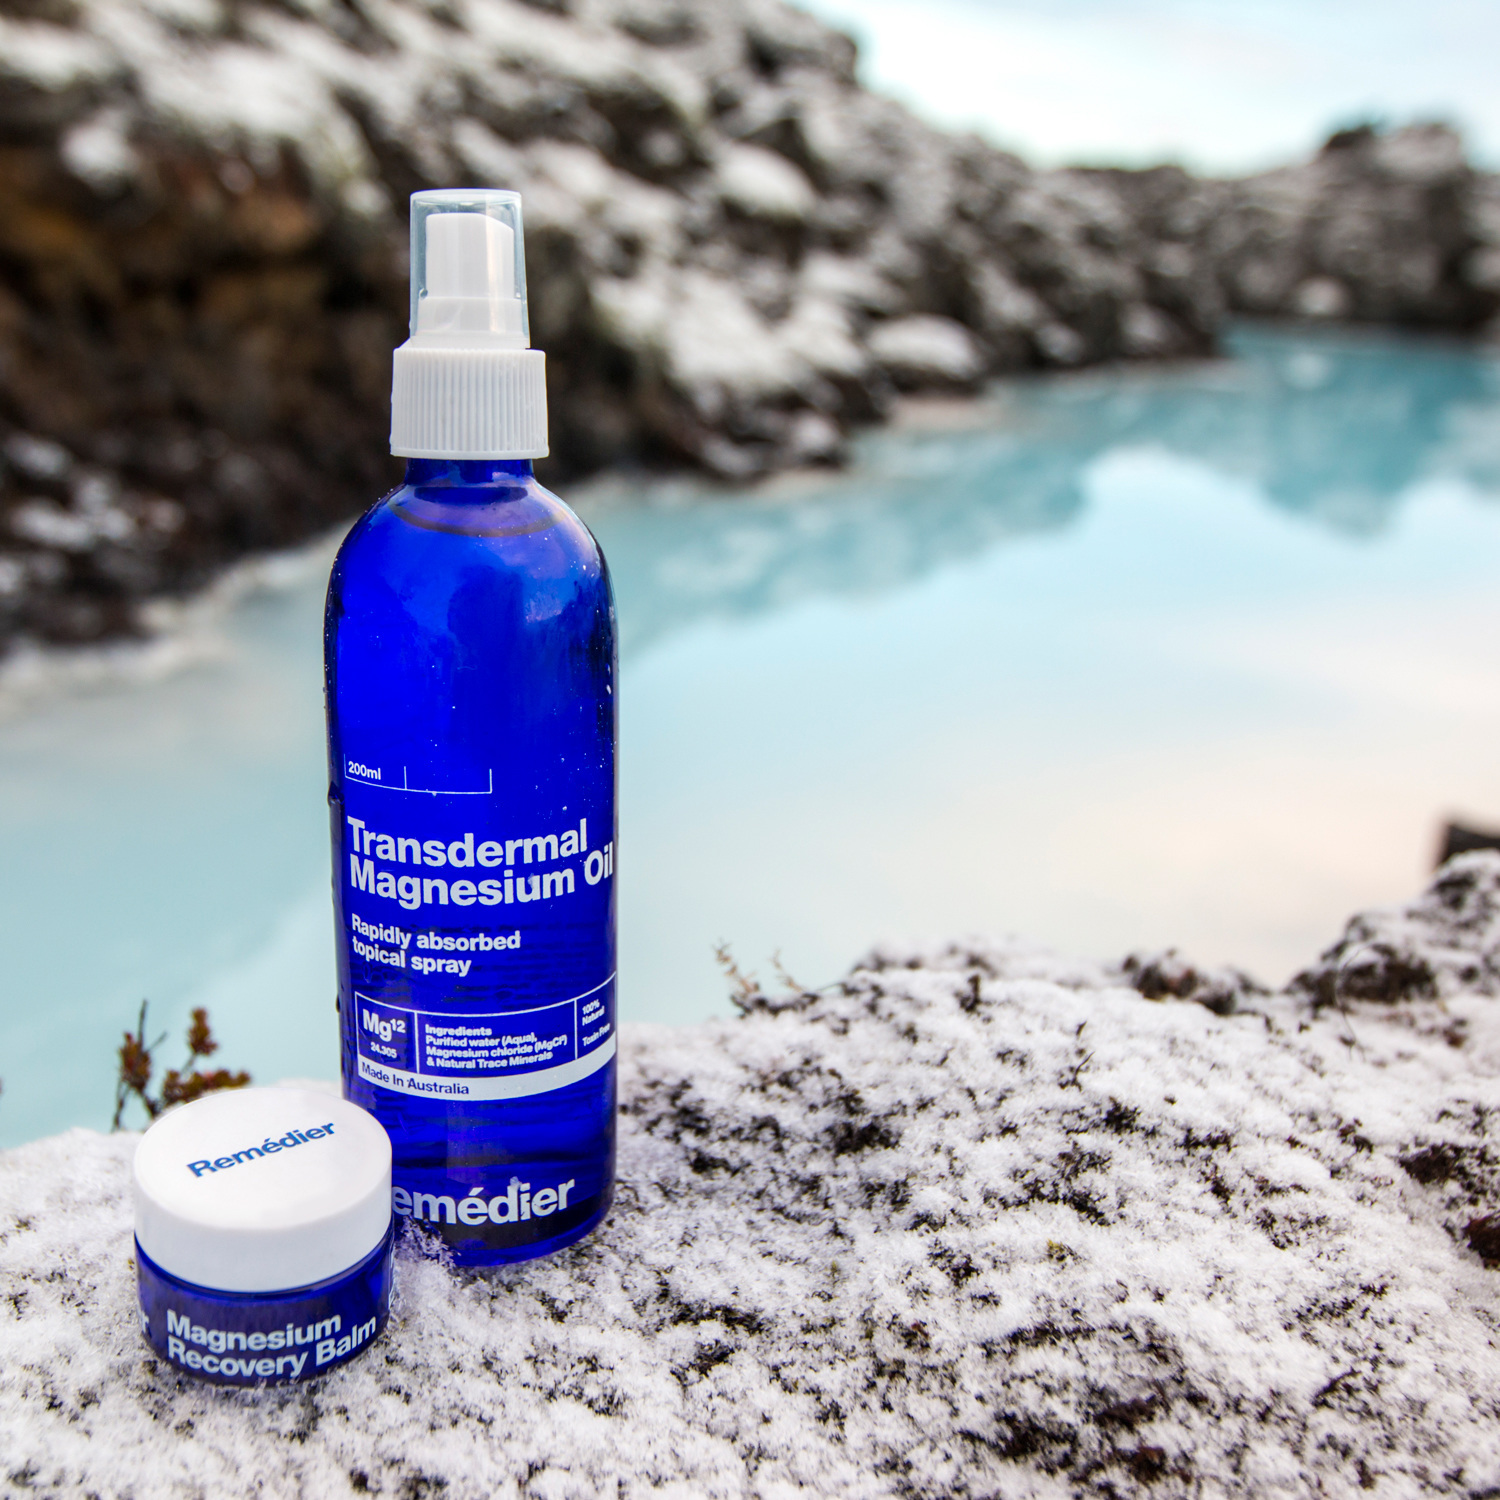 200ml
Transdermal
Magnesium Oil
Rapidly absorbed
topical spray
Mg12
24.305
Ingredients
Purified water (Aqua),
Magnesium chloride (MgCl²)
& Natural Trace Minerals
100%
Natural
Toxin Free
Made In Australia
emédier
Remédier
Magnesium
Recovery Balm